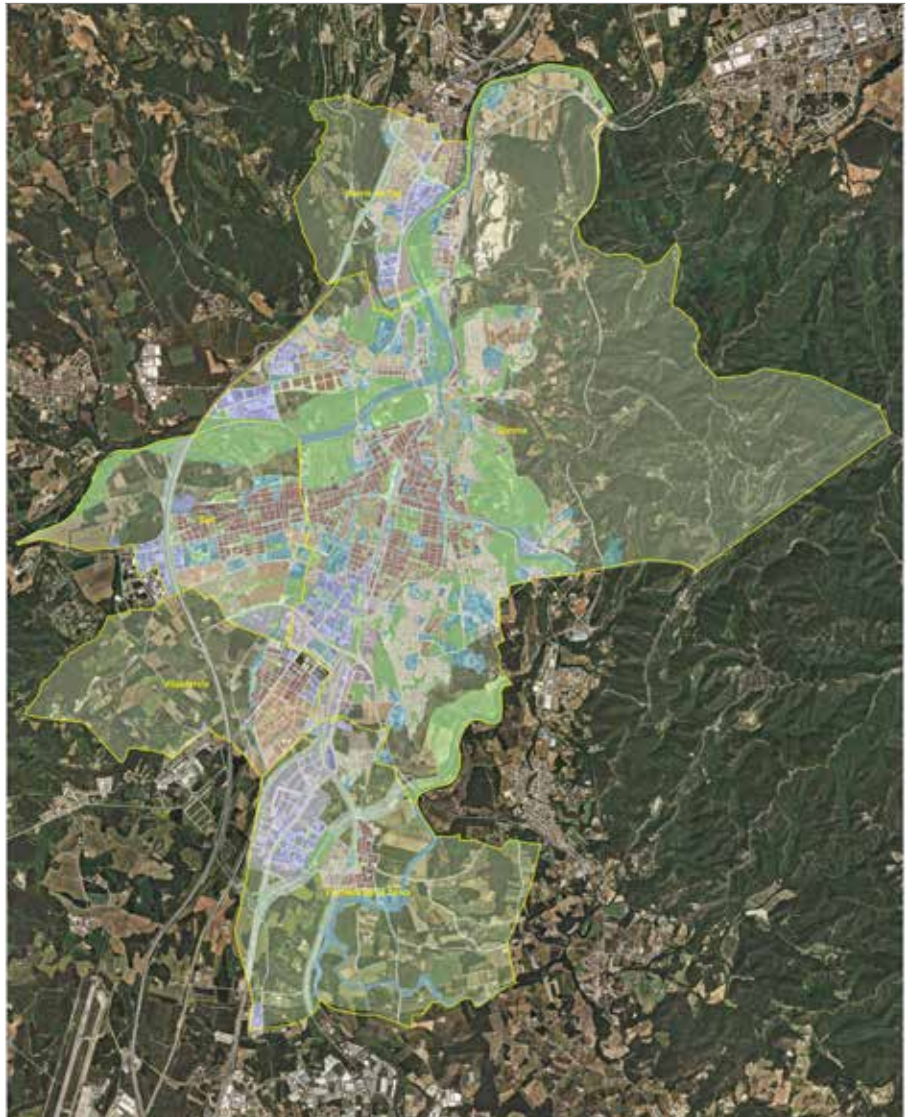 Sarrià de Ter
Girona
Salt
Vilablareix
Fornells de la Selva